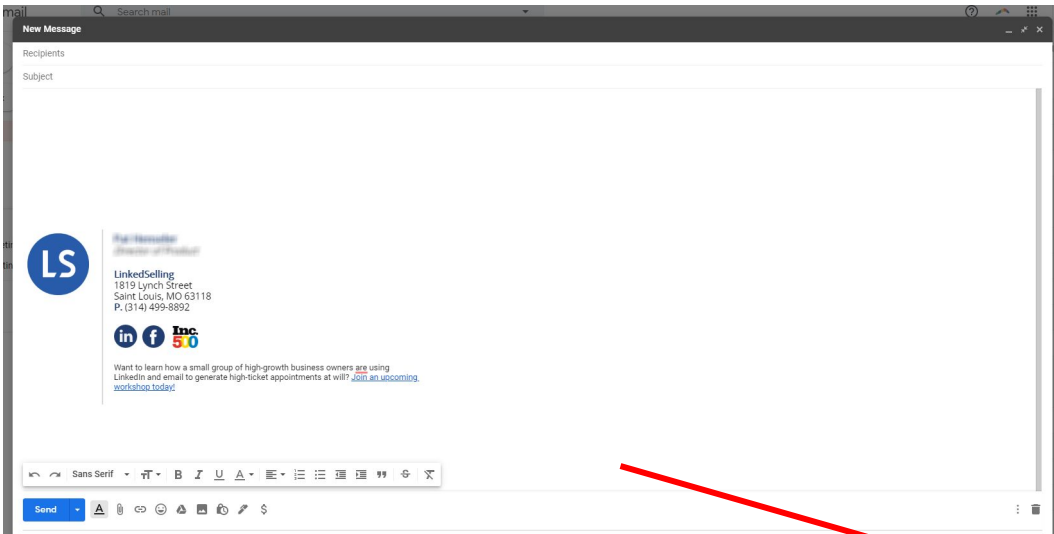 mail
Search mail
New Message
Recipients
Subject
LS
LinkedSelling
1819 Lynch Street
Saint Louis, MO 63118
P. (314) 499-8892
in f Inc. 500
Want to learn how a small group of high-growth business owners are using
LinkedIn and email to generate high-ticket appointments at will? Join an upcoming
workshop today!
Sans Serif
Send